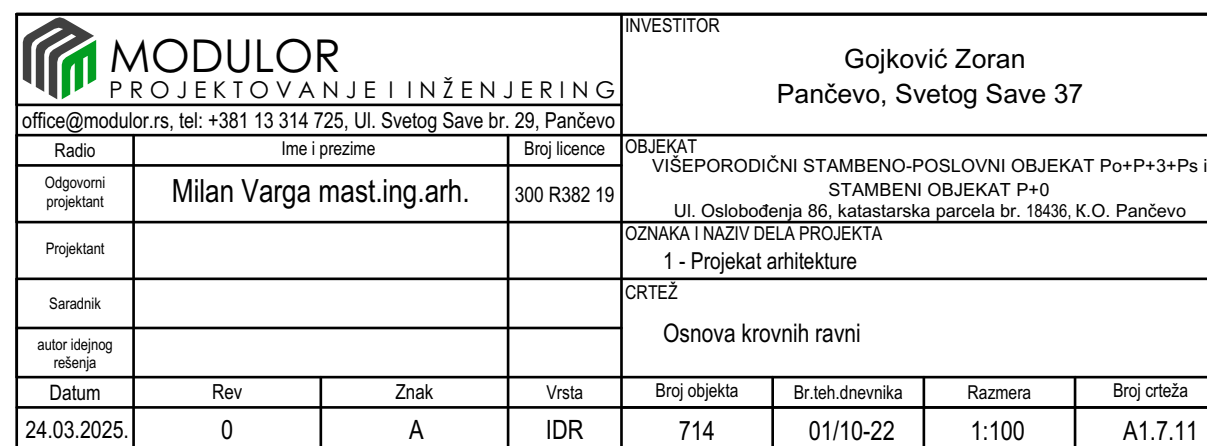 MODULOR
PROJEKTOVANJE I INŽENJERING
office@modulor.rs, tel: +381 13 314 725, Ul. Svetog Save br. 29, Pančevo
INVESTITOR
Gojković Zoran
Pančevo, Svetog Save 37
Radio Ime i prezime Broj licence
Odgovorni
projektant
Milan Varga mast.ing.arh.
300 R382 19
OBJEKAT
VIŠEPORODIČNI STAMBENO-POSLOVNI OBJEKAT Po+P+3+Ps i
STAMBENI OBJEKAT P+0
Ul. Oslobođenja 86, katastarska parcela br. 18436, K.O. Pančevo
Projektant
OZNAKA I NAZIV DELA PROJEKTA
1 - Projekat arhitekture
Saradnik
autor idejnog
rešenja
CRTEŽ
Osnova krovnih ravni
Datum Rev Znak Vrsta Broj objekta Br.teh.dnevnika Razmera Broj crteža
24.03.2025. 0 A IDR 714 01/10-22 1:100 A1.7.11